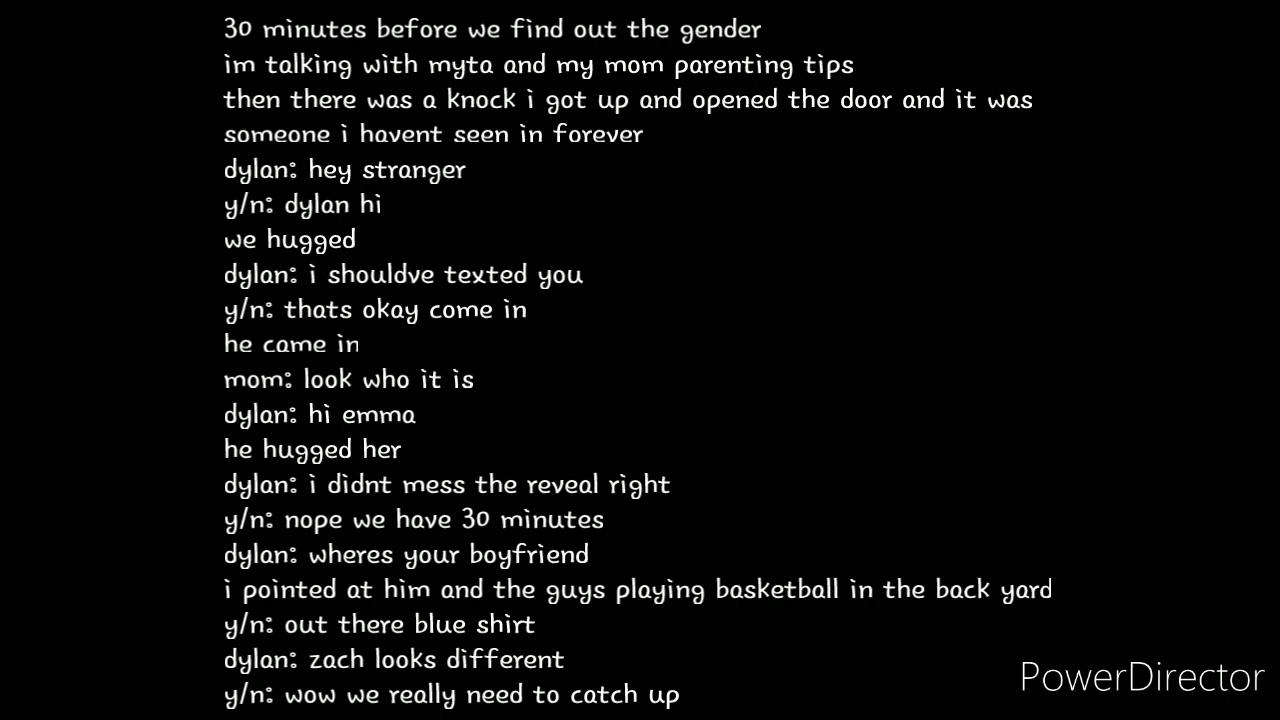 30 minutes before we find out the gender
im talking with myta and my mom parenting tips
then there was a knock i got up and opened the door and it was
someone i havent seen in forever
dylan: hey stranger
y/n: dylan hi
we hugged
dylan: i shouldve texted you
y/n: thats okay come in
he came in
mom: look who it is
dylan: hi emma
he hugged her
dylan: i didnt mess the reveal right
y/n: nope we have 30 minutes
dylan: wheres your boyfriend
i pointed at him and the guys playing basketball in the back yard
y/n: out there blue shirt
dylan: zach looks different
y/n: wow we really need to catch up
PowerDirector